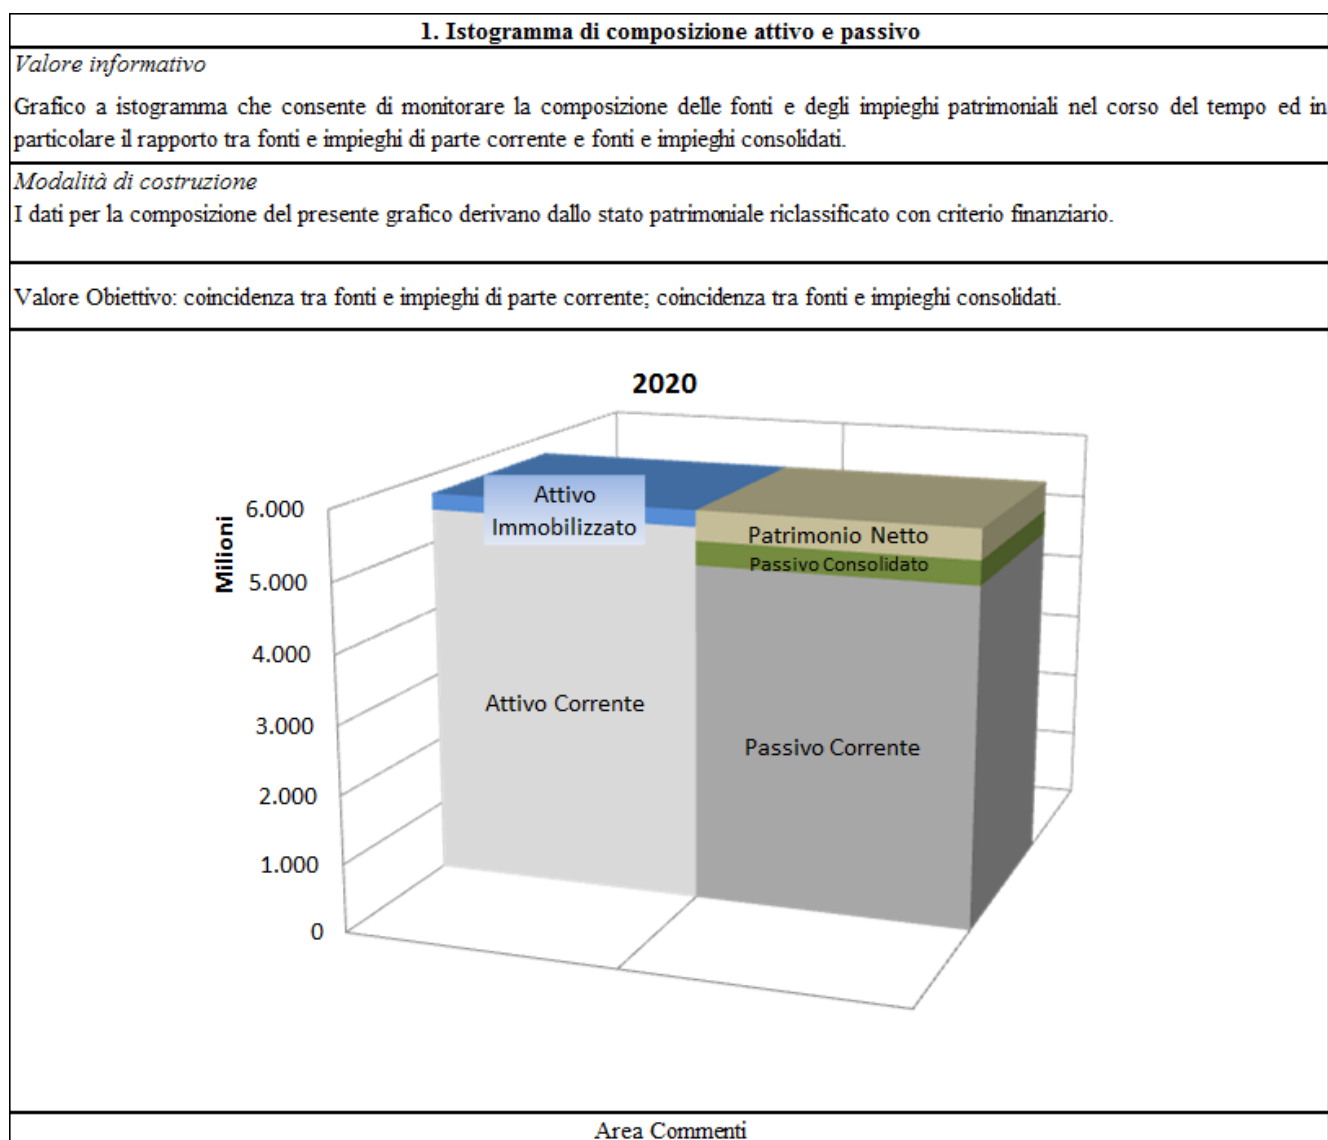 1. Istogramma di composizione attivo e passivo
Valore informativo
Grafico a istogramma che consente di monitorare la composizione delle fonti e degli impieghi patrimoniali nel corso del tempo ed in
particolare il rapporto tra fonti e impieghi di parte corrente e fonti e impieghi consolidati.
Modalità di costruzione
I dati per la composizione del presente grafico derivano dallo stato patrimoniale riclassificato con criterio finanziario.
Valore Obiettivo: coincidenza tra fonti e impieghi di parte corrente; coincidenza tra fonti e impieghi consolidati.
2020
Milioni
6.000
5.000
4.000
3.000
2.000
1.000
0
Attivo
Immobilizzato
Attivo Corrente
Patrimonio Netto
Passivo Consolidato
Passivo Corrente
Area Commenti